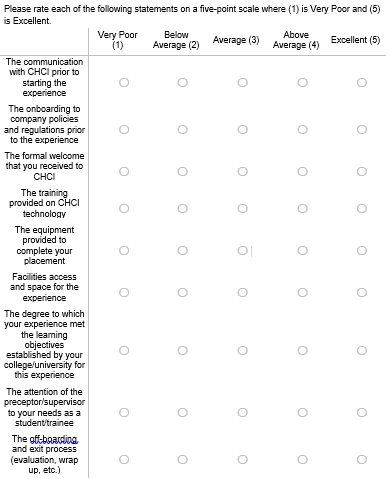 Please rate each of the following statements on a five-point scale where (1) is Very Poor and (5)
is Excellent.
Very Poor
(1)
Below
Average (2)
Average (3)
Above
Average (4)
Excellent (5)
The communication
with CHCI prior to
starting the
experience
The onboarding to
company policies
and regulations prior
to the experience
The formal welcome
that you received to
CHCI
The training
provided on CHCI
technology
The equipment
provided to
complete your
placement
Facilities access
and space for the
experience
The degree to which
your experience met
the learning
objectives
established by your
college/university for
this experience
The attention of the
preceptor/supervisor
to your needs as a
student/trainee
The off-boarding
and exit process
(evaluation, wrap
up, etc.)